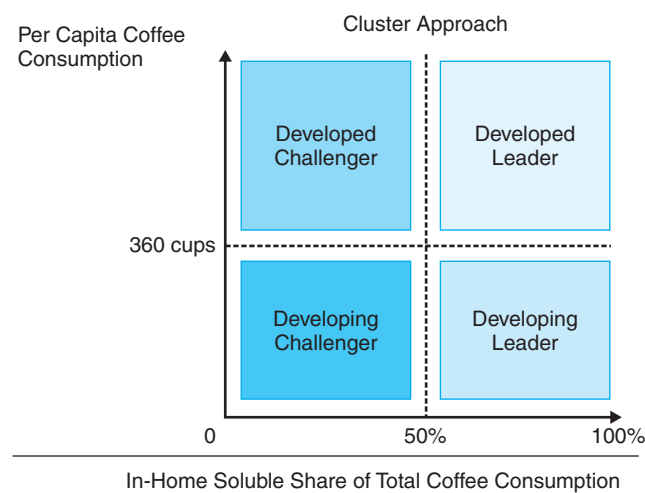 Per Capita Coffee
Consumption
Cluster Approach
Developed
Challenger
Developed
Leader
360 cups
Developing
Challenger
Developing
Leader
0
50%
100%
In-Home Soluble Share of Total Coffee Consumption